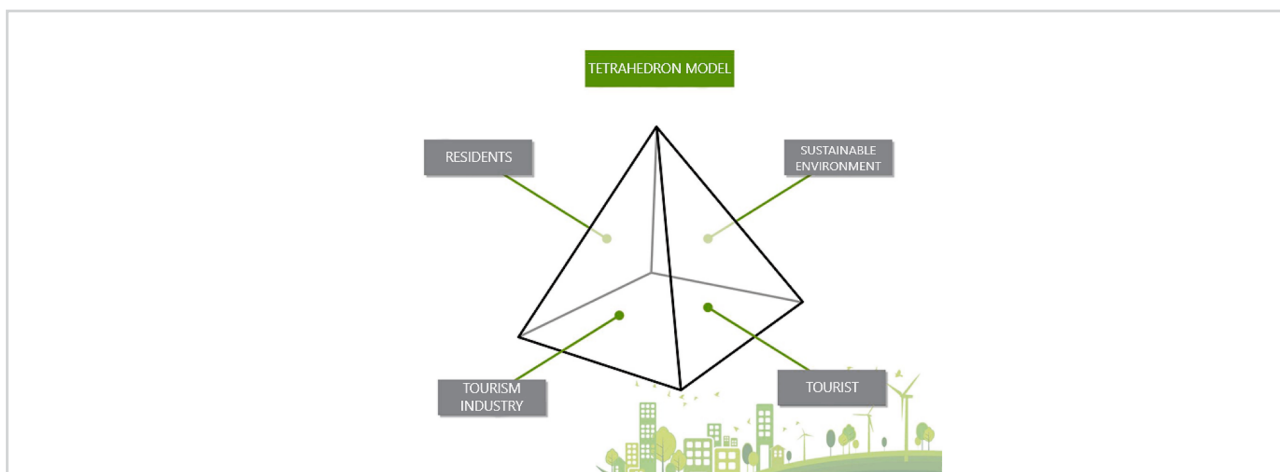 TETRAHEDRON MODEL
RESIDENTS
SUSTAINABLE
ENVIRONMENT
TOURISM
INDUSTRY
TOURIST